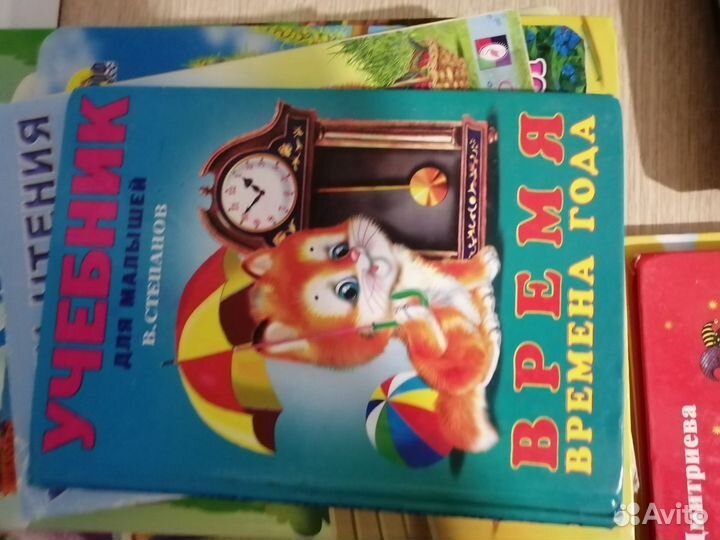 УЧЕБНИК
ДЛЯ МАЛЫШЕЙ
В. СТЕПАНОВ
ВРЕМЯ
ВРЕМЕНА ГОДА
ЧТЕНИЯ
Дмитриева
Avito